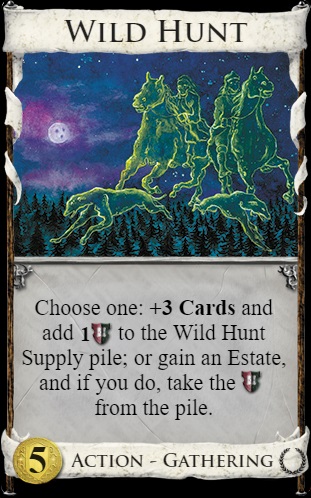 WILD HUNT
Choose one: +3 Cards and
add 1 to the Wild Hunt
Supply pile; or gain an Estate,
and if you do, take the
from the pile.
5 ACTION - GATHERING